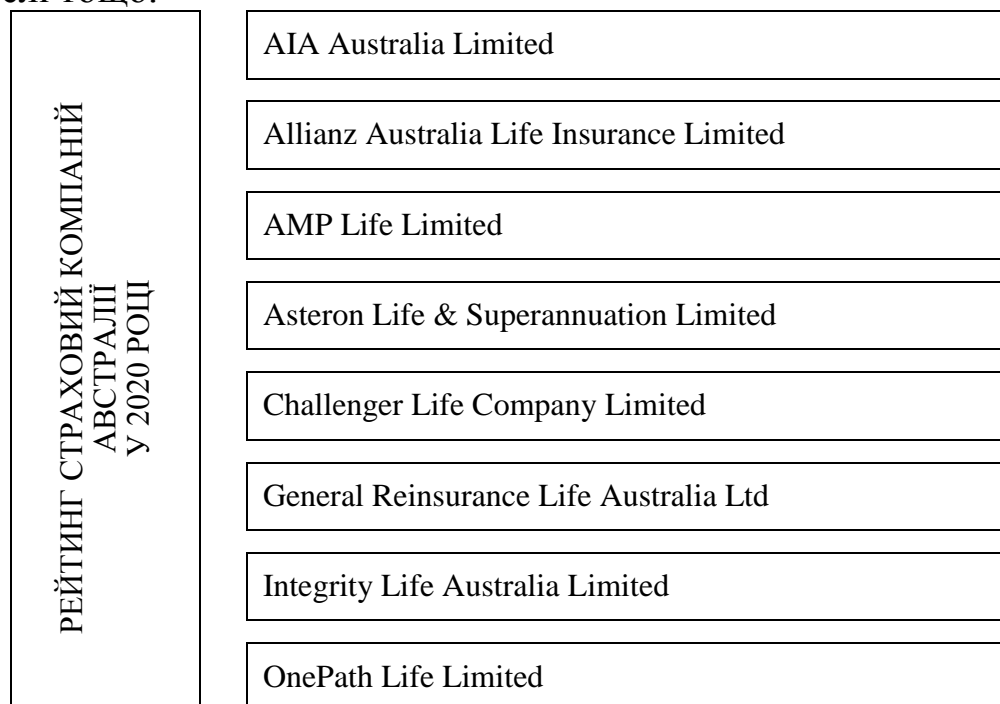 РЕЙТИНГ СТРАХОВИЙ КОМПАНІЙ
АВСТРАЛІЇ
У 2020 РОЦІ
AIA Australia Limited
Allianz Australia Life Insurance Limited
AMP Life Limited
Asteron Life & Superannuation Limited
Challenger Life Company Limited
General Reinsurance Life Australia Ltd
Integrity Life Australia Limited
OnePath Life Limited